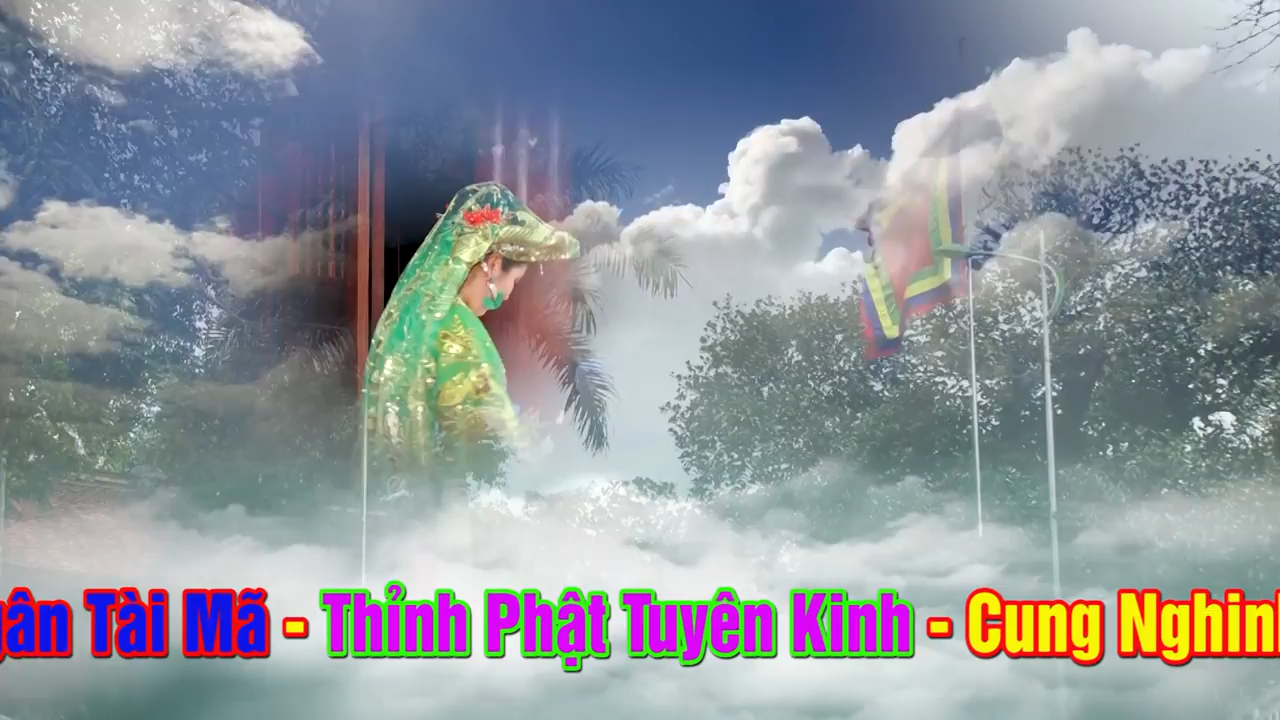 Tài Mã - Thỉnh Phật Tuyên Kinh - Cung